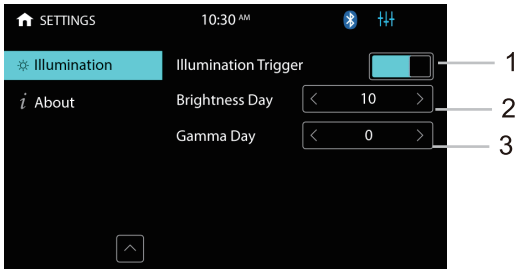 SETTINGS 10:30 AM
Illumination Illumination Trigger 1
i About Brightness Day < 10 > 2
Gamma Day < 0 > 3